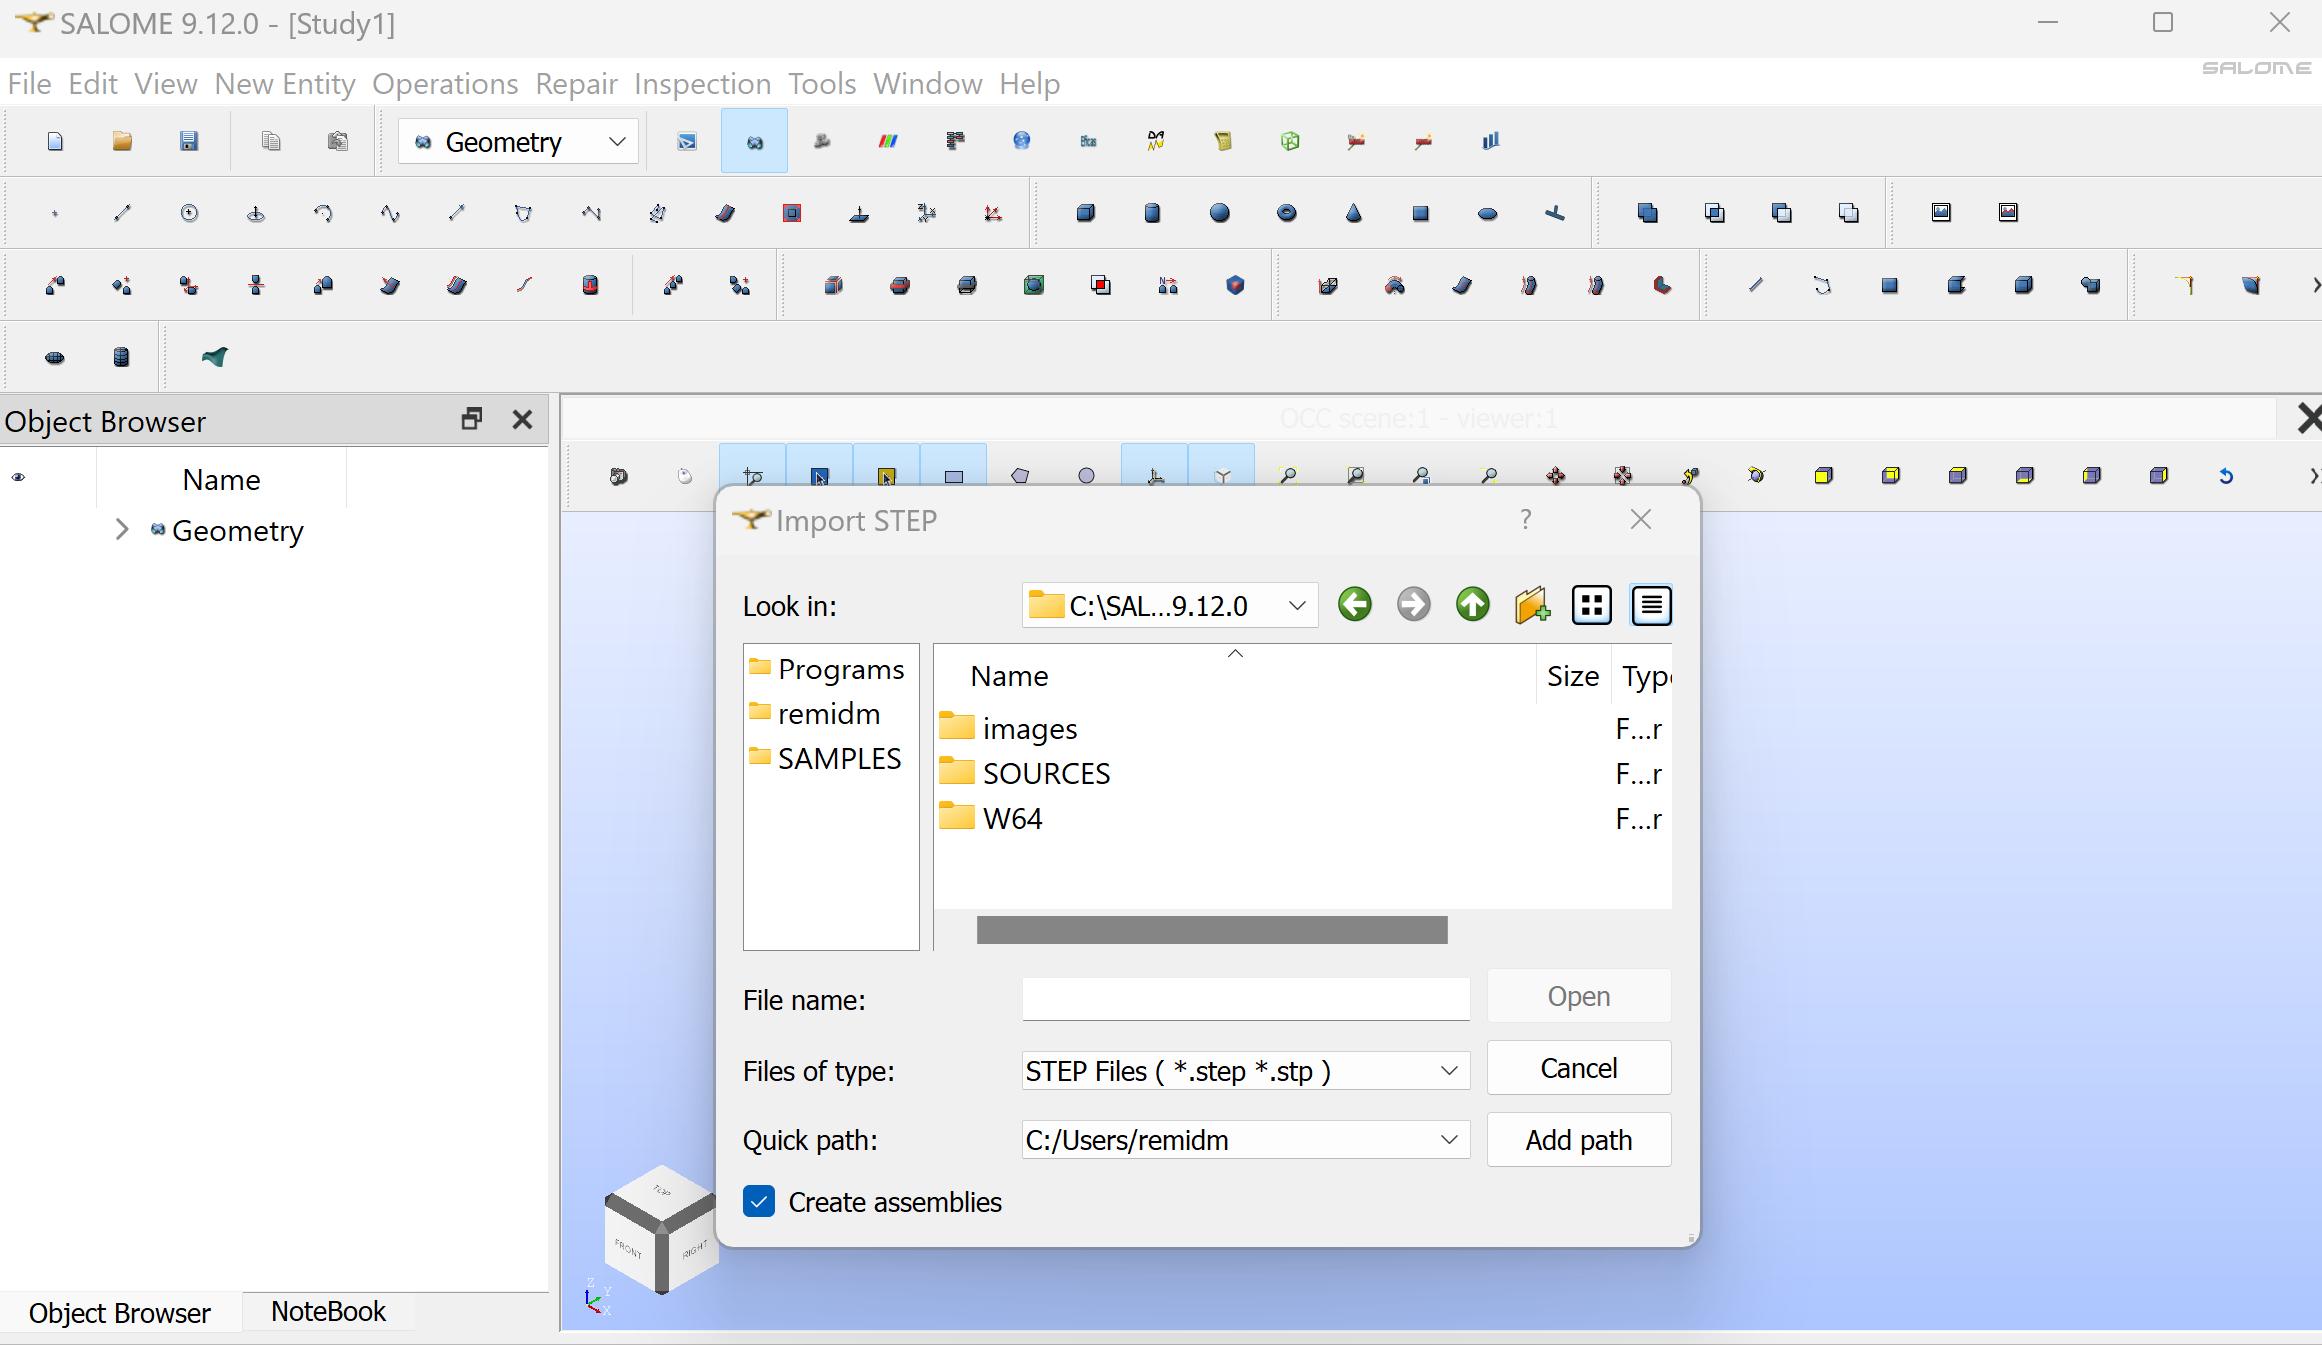 SALOME 9.12.0 - [Study1]
File Edit View New Entity Operations Repair Inspection Tools Window Help
SALOME
Geometry
Eficas
Object Browser
OCC scene:1 - viewer:1
Name
Geometry
Import STEP
?
Look in:
C:\SAL...9.12.0
Programs
remidm
SAMPLES
Name
Size
Type
images
F...r
SOURCES
F...r
W64
F...r
File name:
Open
Files of type:
STEP Files ( *.step *.stp )
Cancel
Quick path:
C:/Users/remidm
Add path
Create assemblies
TOP
FRONT
RIGHT
Z
Y
X
Object Browser
NoteBook